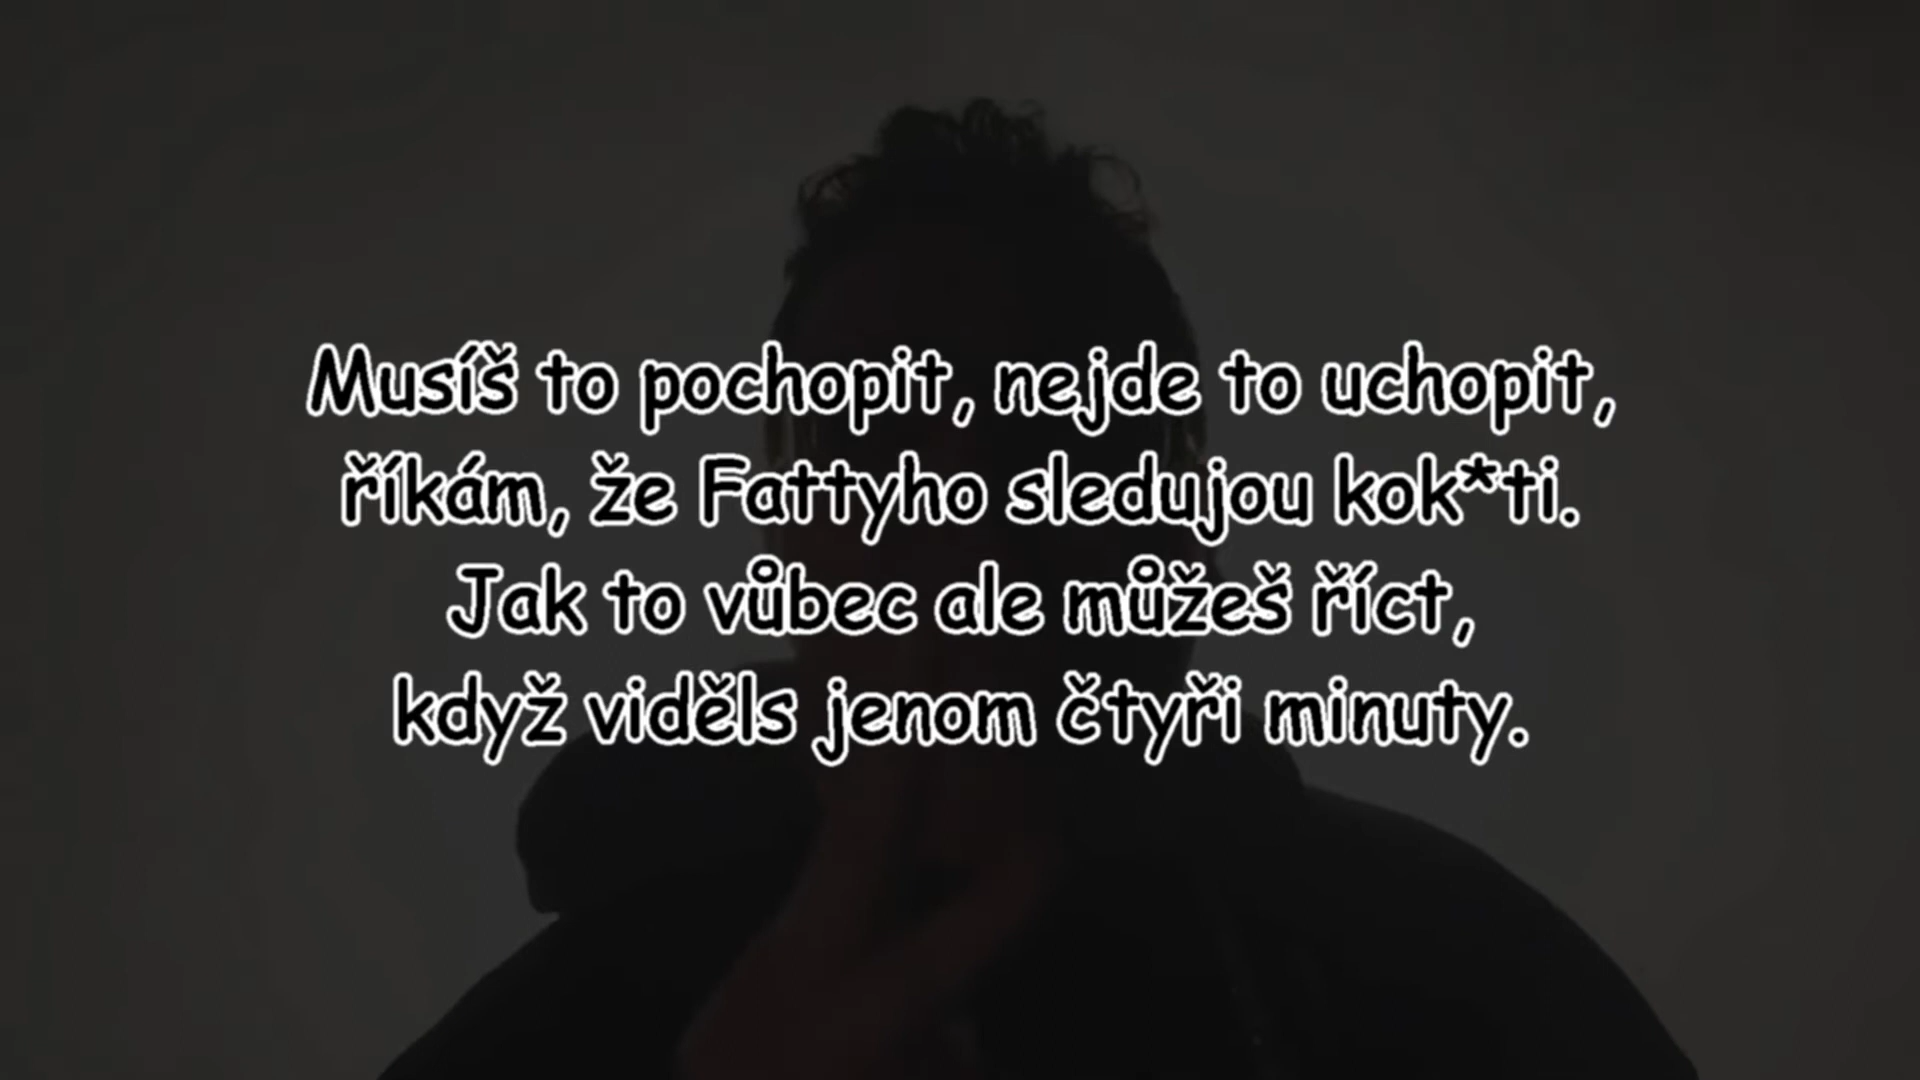 Musíš to pochopit, nejde to uchopit,
říkám, že Fattyho sledujou kok*ti.
Jak to vůbec ale můžeš říct,
když viděls jenom čtyři minuty.